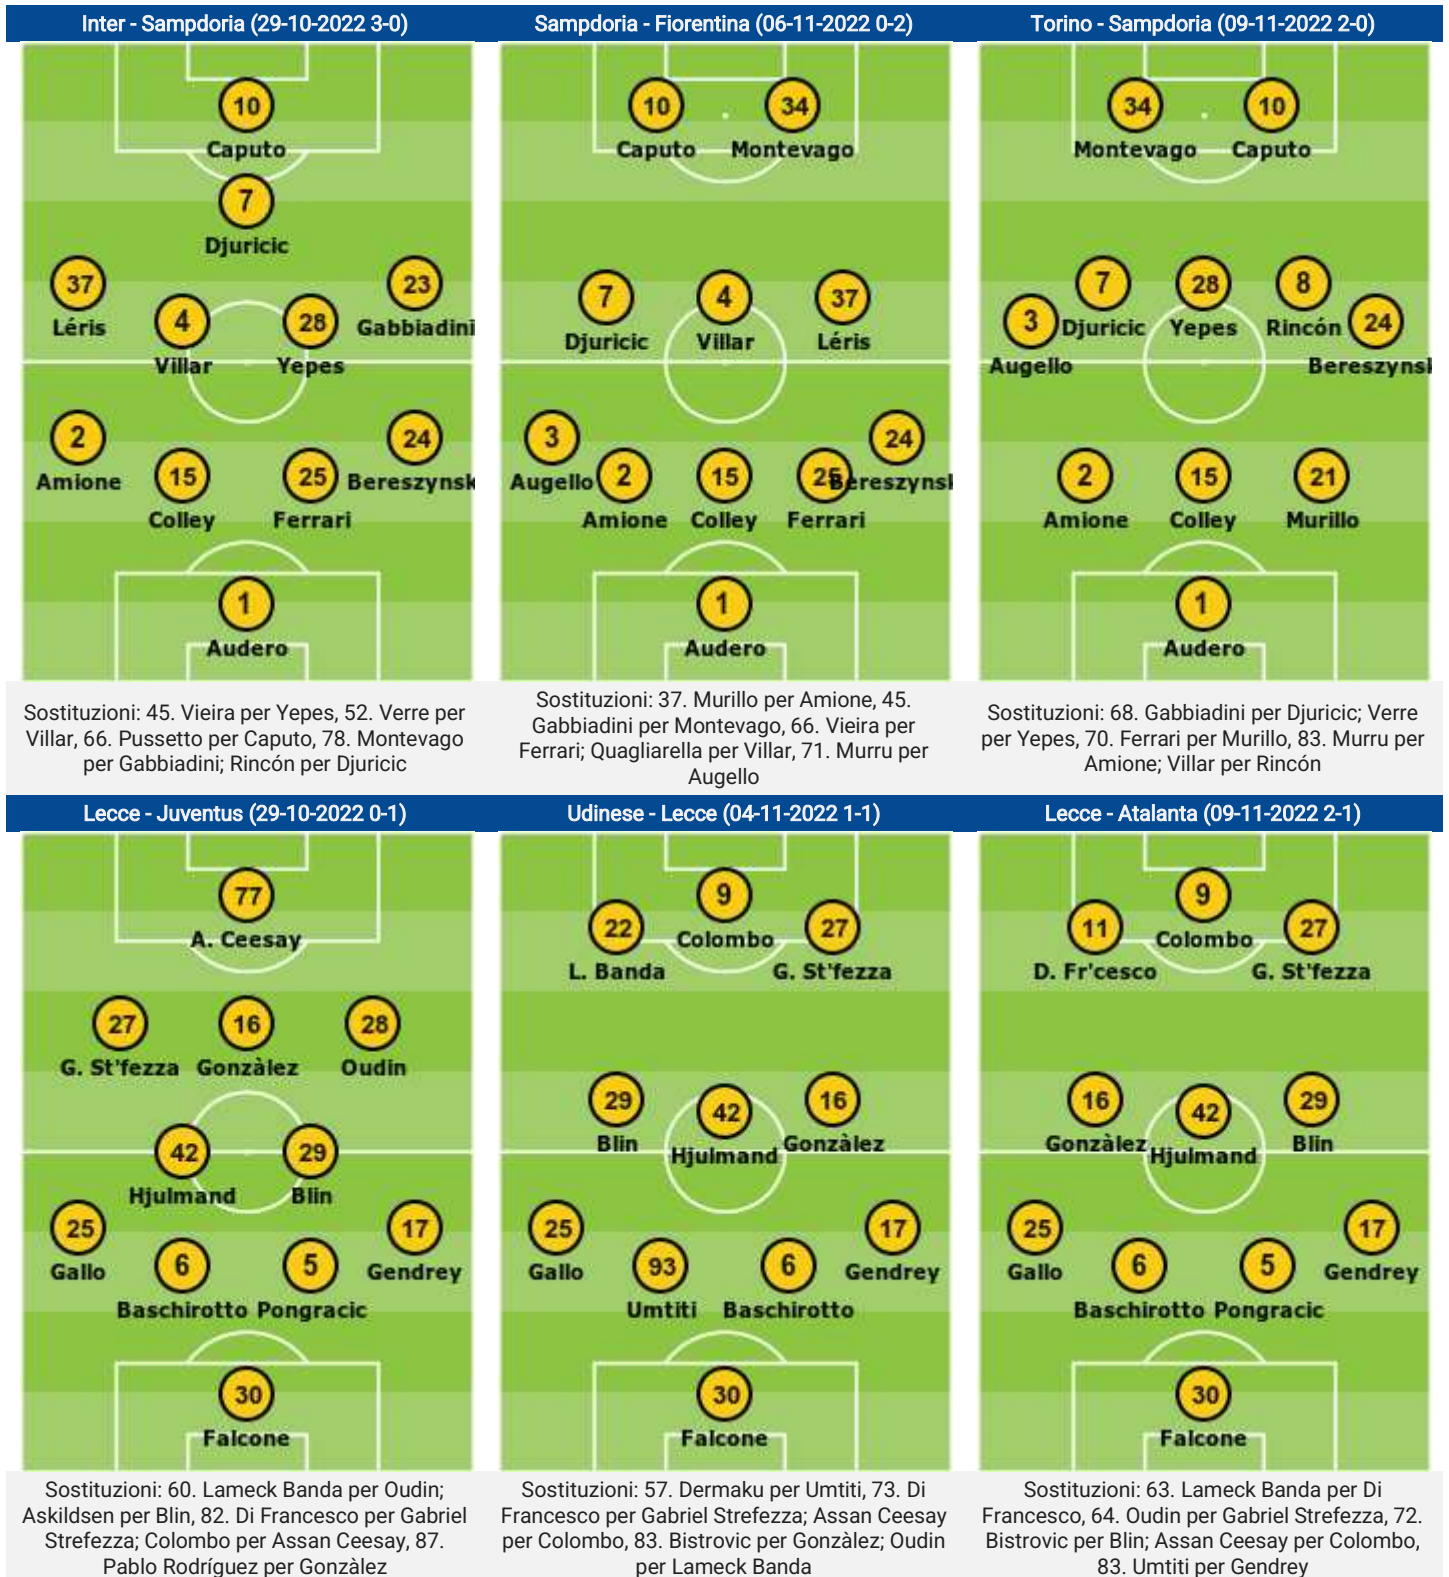 Inter - Sampdoria (29-10-2022 3-0)
10
Caputo
7
Djuricic
37
Léris
23
Gabbiadini
4
Villar
28
Yepes
2
Amione
24
Bereszynsk
15
Colley
25
Ferrari
1
Audero
Sostituzioni: 45. Vieira per Yepes, 52. Verre per
Villar, 66. Pussetto per Caputo, 78. Montevago
per Gabbiadini; Rincón per Djuricic
Sampdoria - Fiorentina (06-11-2022 0-2)
10
Caputo
34
Montevago
7
Djuricic
4
Villar
37
Léris
3
Augello
24
Bereszynsk
2
Amione
15
Colley
25
Ferrari
1
Audero
Sostituzioni: 37. Murillo per Amione, 45.
Gabbiadini per Montevago, 66. Vieira per
Ferrari; Quagliarella per Villar, 71. Murru per
Augello
Torino - Sampdoria (09-11-2022 2-0)
34
Montevago
10
Caputo
7
Djuricic
28
Yepes
8
Rincón
3
Augello
24
Bereszynsk
2
Amione
15
Colley
21
Murillo
1
Audero
Sostituzioni: 68. Gabbiadini per Djuricic; Verre
per Yepes, 70. Ferrari per Murillo, 83. Murru per
Amione; Villar per Rincón
Lecce - Juventus (29-10-2022 0-1)
77
A. Ceesay
27
G. St'fezza
16
Gonzàlez
28
Oudin
42
Hjulmand
29
Blin
25
Gallo
17
Gendrey
6
Baschirotto
5
Pongracic
30
Falcone
Sostituzioni: 60. Lameck Banda per Oudin;
Askildsen per Blin, 82. Di Francesco per Gabriel
Strefezza; Colombo per Assan Ceesay, 87.
Pablo Rodríguez per Gonzàlez
Udinese - Lecce (04-11-2022 1-1)
9
Colombo
22
L. Banda
27
G. St'fezza
29
Blin
42
Hjulmand
16
Gonzàlez
25
Gallo
17
Gendrey
93
Umtiti
6
Baschirotto
30
Falcone
Sostituzioni: 57. Dermaku per Umtiti, 73. Di
Francesco per Gabriel Strefezza; Assan Ceesay
per Colombo, 83. Bistrovic per Gonzàlez; Oudin
per Lameck Banda
Lecce - Atalanta (09-11-2022 2-1)
9
Colombo
11
D. Fr'cesco
27
G. St'fezza
16
Gonzàlez
42
Hjulmand
29
Blin
25
Gallo
17
Gendrey
6
Baschirotto
5
Pongracic
30
Falcone
Sostituzioni: 63. Lameck Banda per Di
Francesco, 64. Oudin per Gabriel Strefezza, 72.
Bistrovic per Blin; Assan Ceesay per Colombo,
83. Umtiti per Gendrey